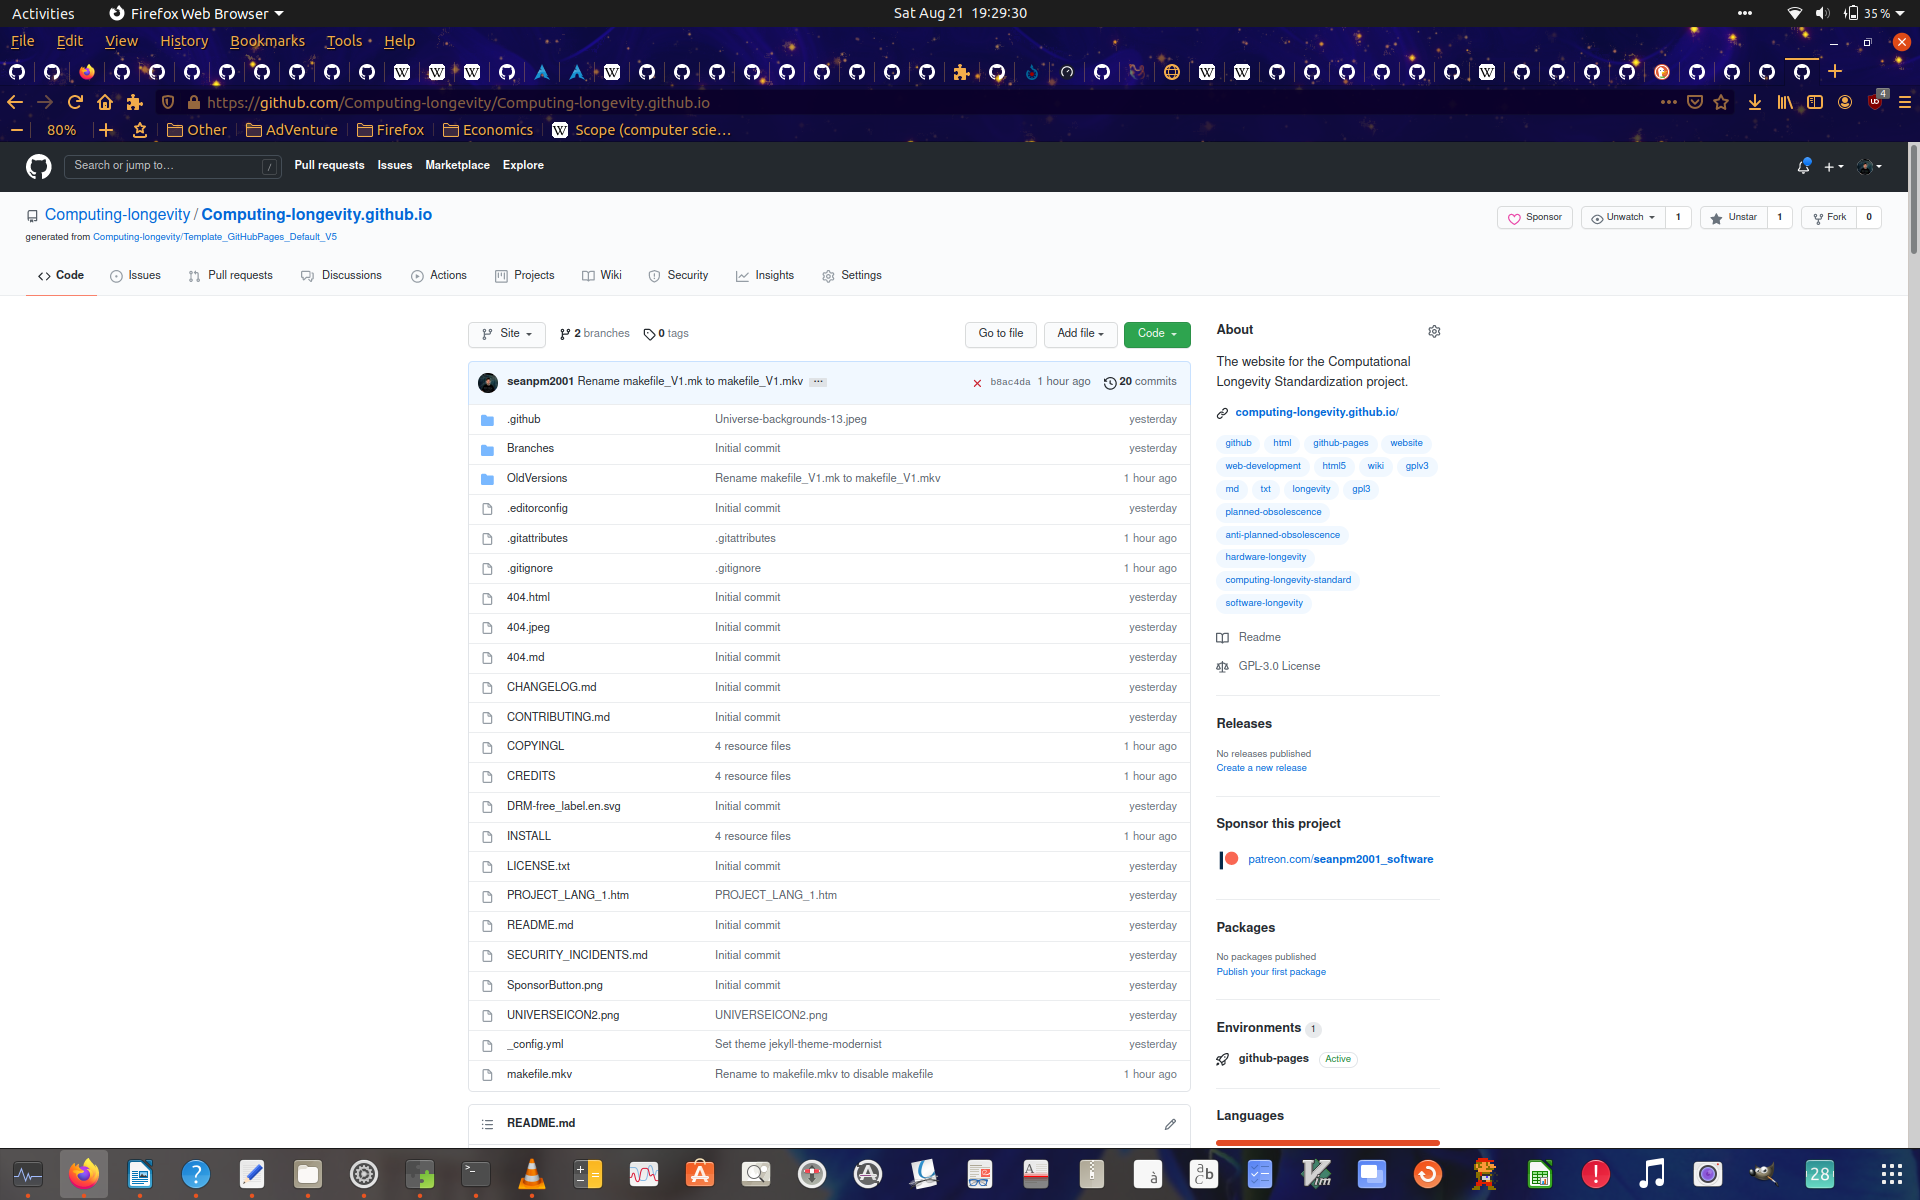 Activities Firefox Web Browser Sat Aug 21 19:29:30 35 %
File Edit View History Bookmarks Tools Help
https://github.com/Computing-longevity/Computing-longevity.github.io 4
80% Other AdVenture Firefox Economics Scope (computer scie…
Search or jump to… / Pull requests Issues Marketplace Explore
Computing-longevity / Computing-longevity.github.io Sponsor Unwatch 1 Unstar 1 Fork 0
generated from Computing-longevity/Template_GitHubPages_Default_V5
Code Issues Pull requests Discussions Actions Projects Wiki Security Insights Settings
Site 2 branches 0 tags Go to file Add file Code
seanpm2001 Rename makefile_V1.mk to makefile_V1.mkv ... b8ac4da 1 hour ago 20 commits
.github Universe-backgrounds-13.jpeg yesterday
Branches Initial commit yesterday
OldVersions Rename makefile_V1.mk to makefile_V1.mkv 1 hour ago
.editorconfig Initial commit yesterday
.gitattributes .gitattributes 1 hour ago
.gitignore .gitignore 1 hour ago
404.html Initial commit yesterday
404.jpeg Initial commit yesterday
404.md Initial commit yesterday
CHANGELOG.md Initial commit yesterday
CONTRIBUTING.md Initial commit yesterday
COPYINGL 4 resource files 1 hour ago
CREDITS 4 resource files 1 hour ago
DRM-free_label.en.svg Initial commit yesterday
INSTALL 4 resource files 1 hour ago
LICENSE.txt Initial commit yesterday
PROJECT_LANG_1.htm PROJECT_LANG_1.htm yesterday
README.md Initial commit yesterday
SECURITY_INCIDENTS.md Initial commit yesterday
SponsorButton.png Initial commit yesterday
UNIVERSEICON2.png UNIVERSEICON2.png yesterday
_config.yml Set theme jekyll-theme-modernist yesterday
makefile.mkv Rename to makefile.mkv to disable makefile 1 hour ago
README.md
About
The website for the Computational
Longevity Standardization project.
computing-longevity.github.io/
github html github-pages website
web-development html5 wiki gplv3
md txt longevity gpl3
planned-obsolescence
anti-planned-obsolescence
hardware-longevity
computing-longevity-standard
software-longevity
Readme
GPL-3.0 License
Releases
No releases published
Create a new release
Sponsor this project
patreon.com/seanpm2001_software
Packages
No packages published
Publish your first package
Environments 1
github-pages Active
Languages
28